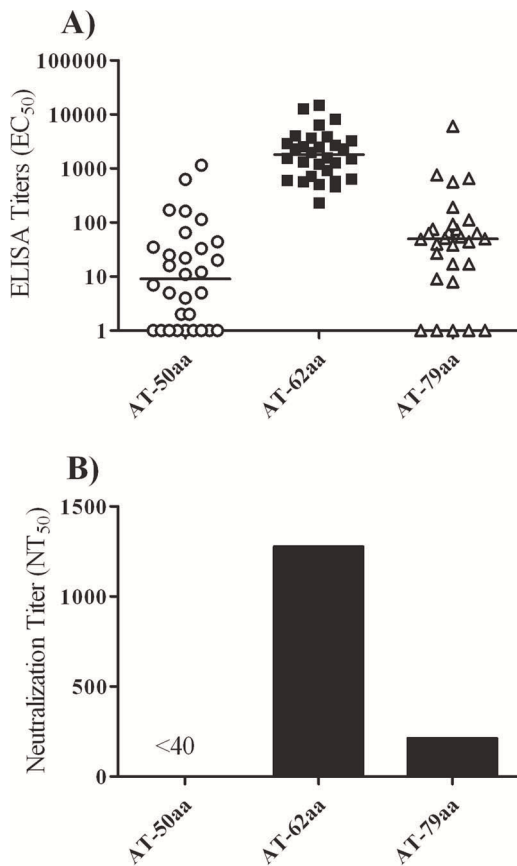 A)
ELISA Titers (EC50)
100000
10000
1000
100
10
1
AT-50aa
AT-62aa
AT-79aa
B)
Neutralization Titer (NT50)
1500
1000
500
0
<40
AT-50aa
AT-62aa
AT-79aa